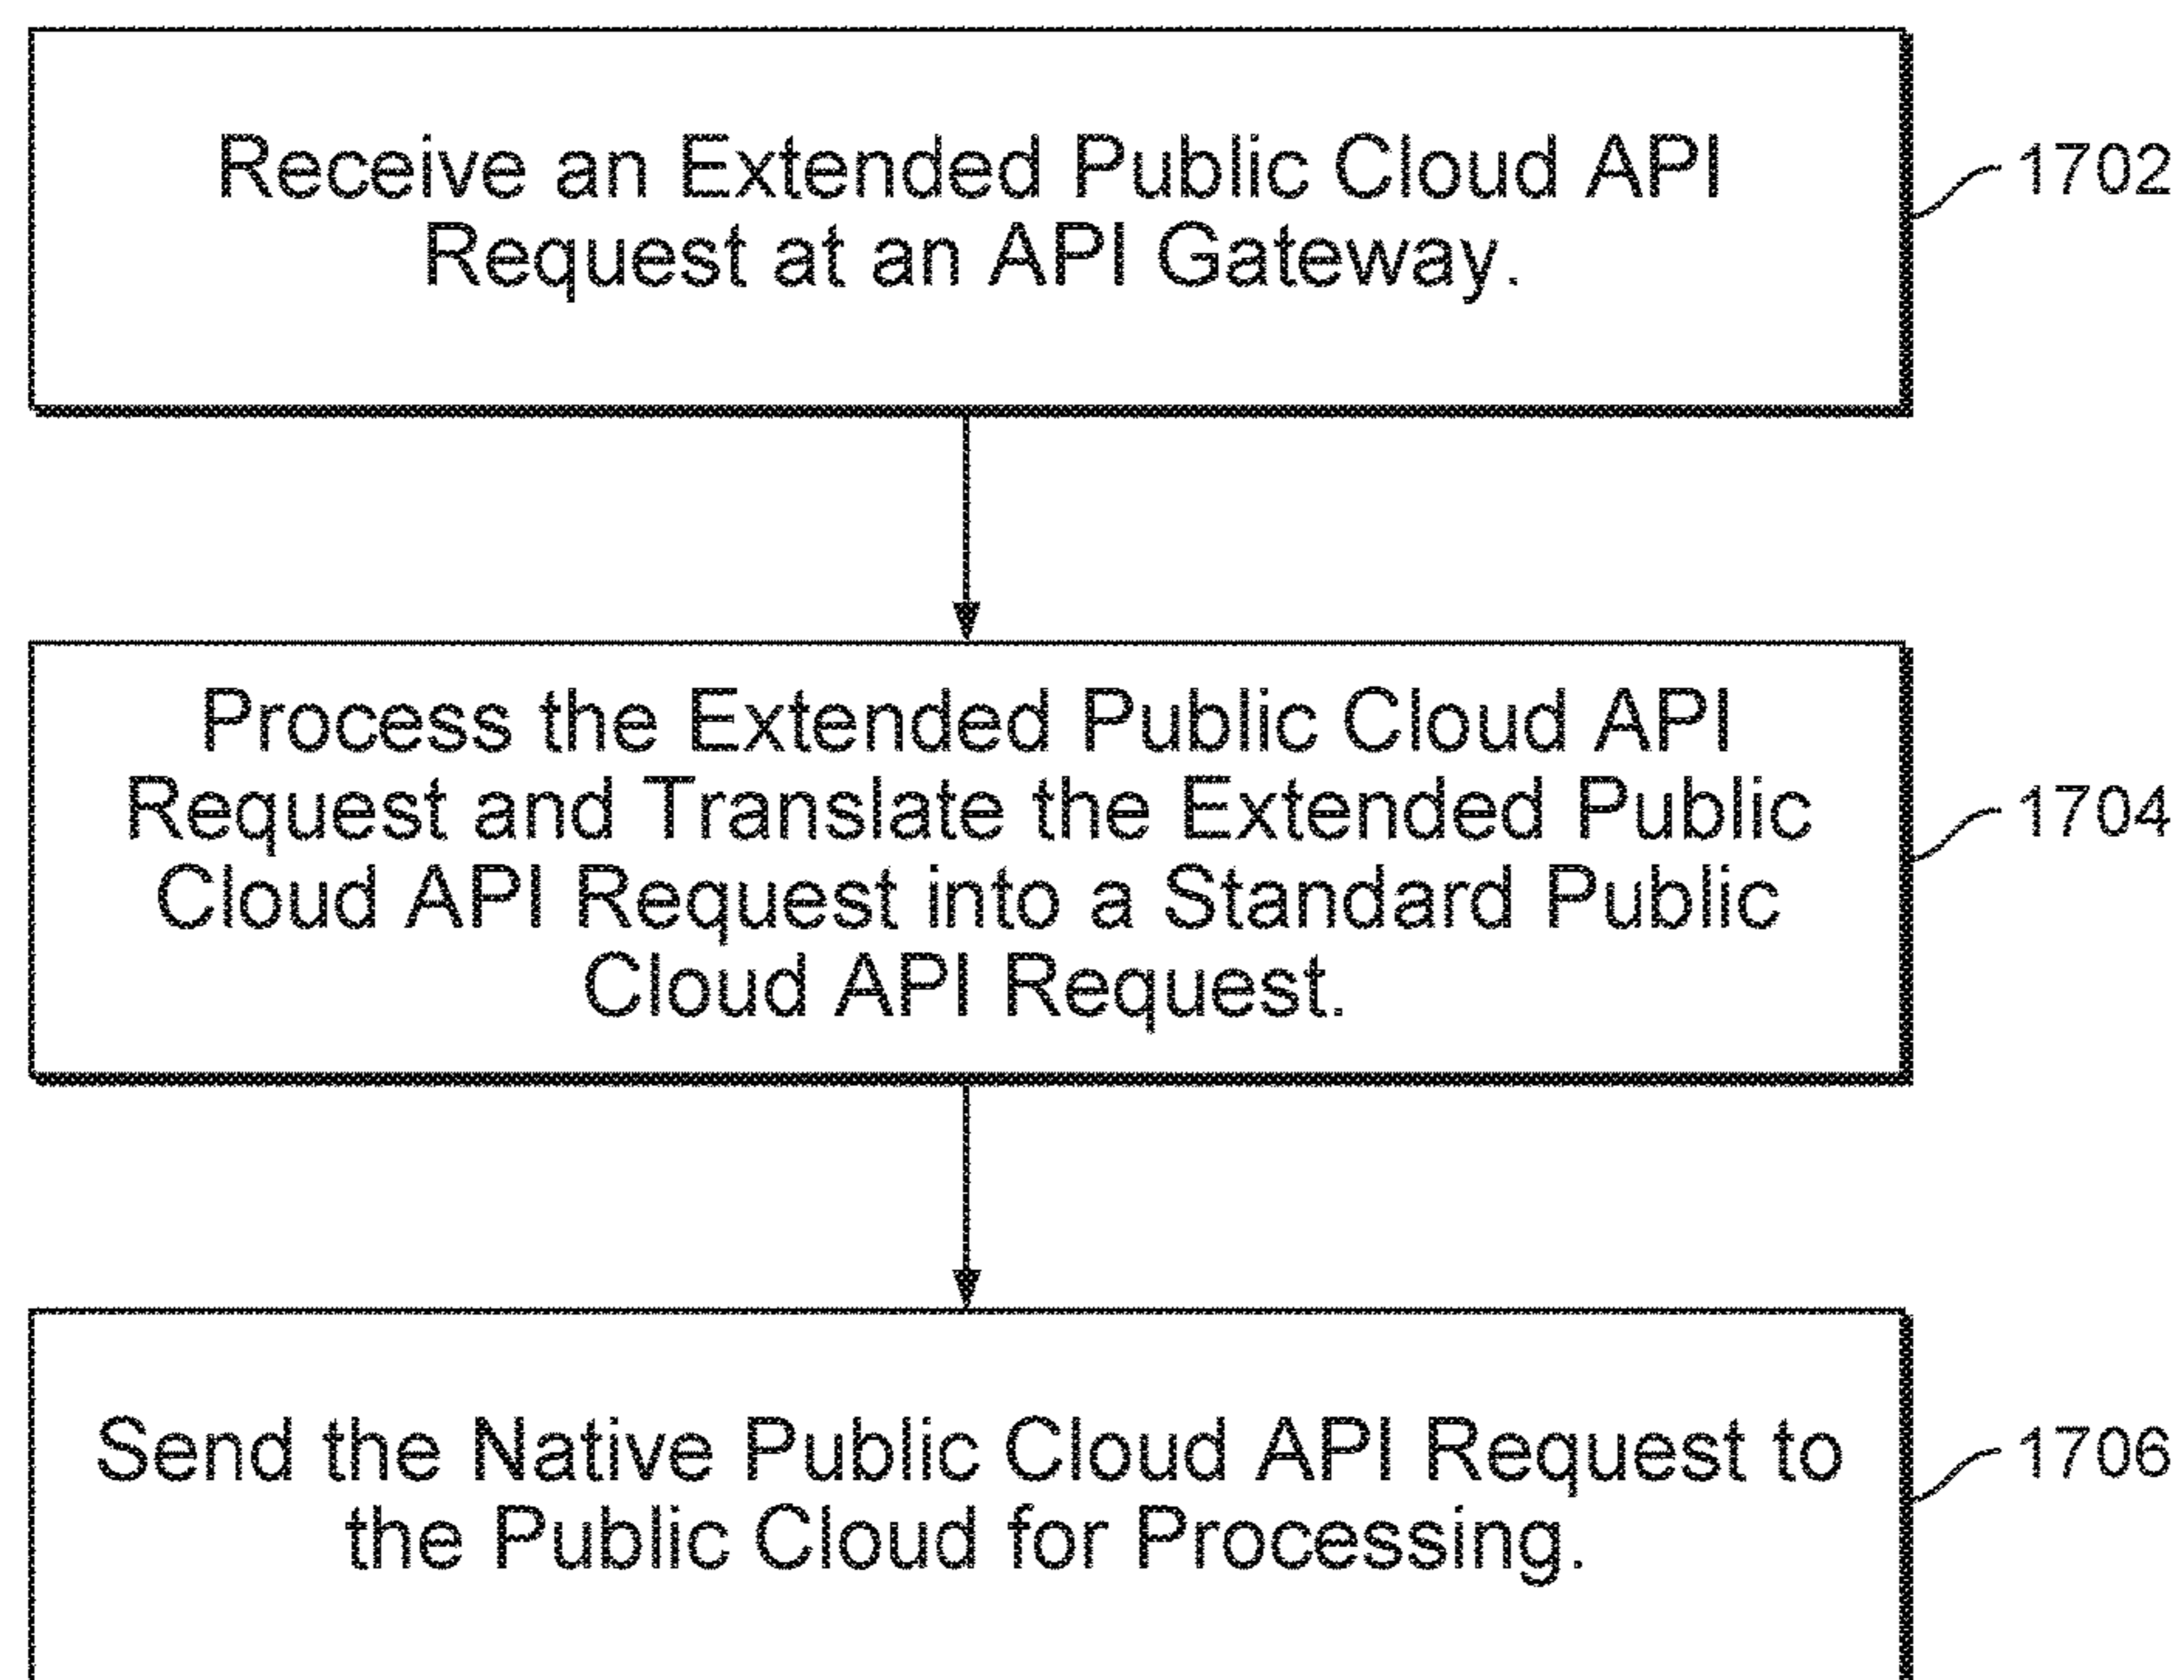 Receive an Extended Public Cloud API
Request at an API Gateway.
1702
Process the Extended Public Cloud API
Request and Translate the Extended Public
Cloud API Request into a Standard Public
Cloud API Request.
1704
Send the Native Public Cloud API Request to
the Public Cloud for Processing.
1706